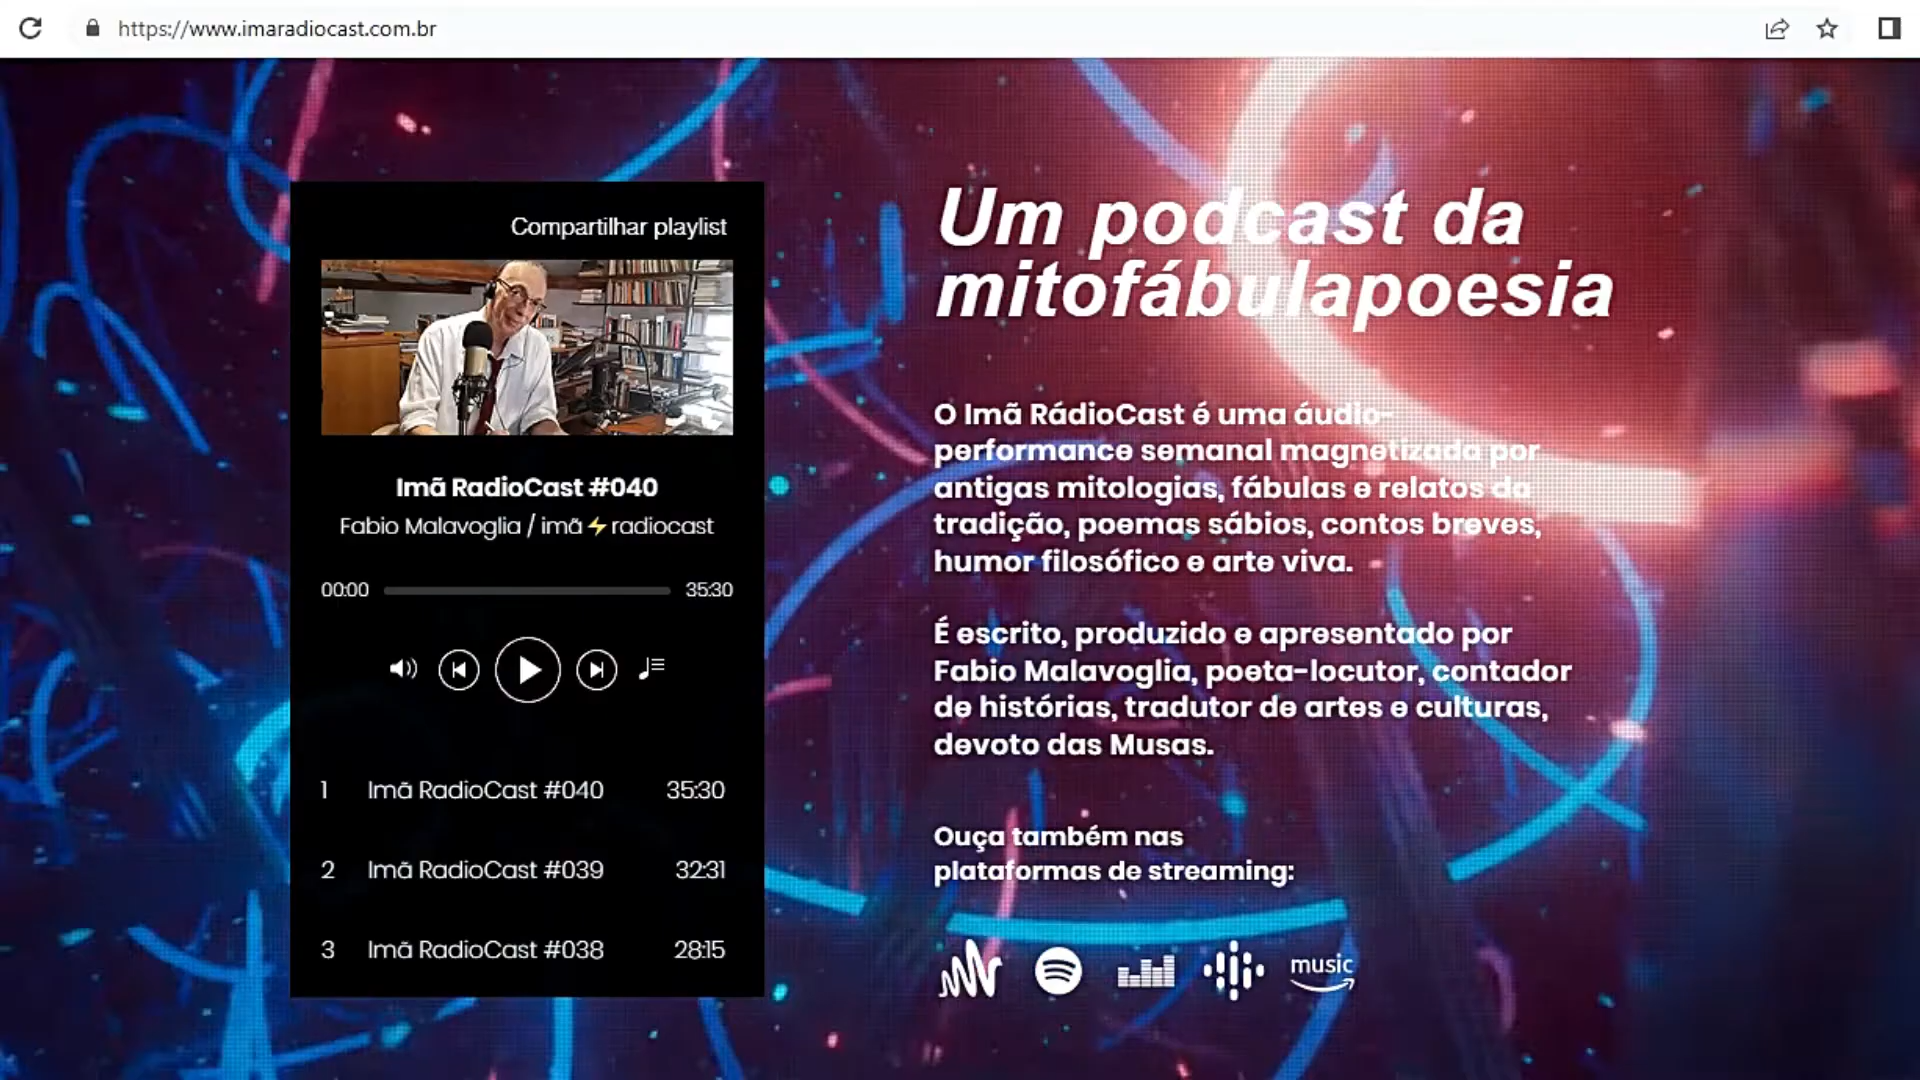 https://www.imaradiocast.com.br
Compartilhar playlist
Imã RadioCast #040
Fabio Malavoglia / imã⚡radiocast
00:00
35:30
1 Imã RadioCast #040 35:30
2 Imã RadioCast #039 32:31
3 Imã RadioCast #038 28:15
Um podcast da
mitofábulapoesia
O Imã RádioCast é uma áudio-
performance semanal magnetizada por
antigas mitologias, fábulas e relatos da
tradição, poemas sábios, contos breves,
humor filosófico e arte viva.
É escrito, produzido e apresentado por
Fabio Malavoglia, poeta-locutor, contador
de histórias, tradutor de artes e culturas,
devoto das Musas.
Ouça também nas
plataformas de streaming:
music